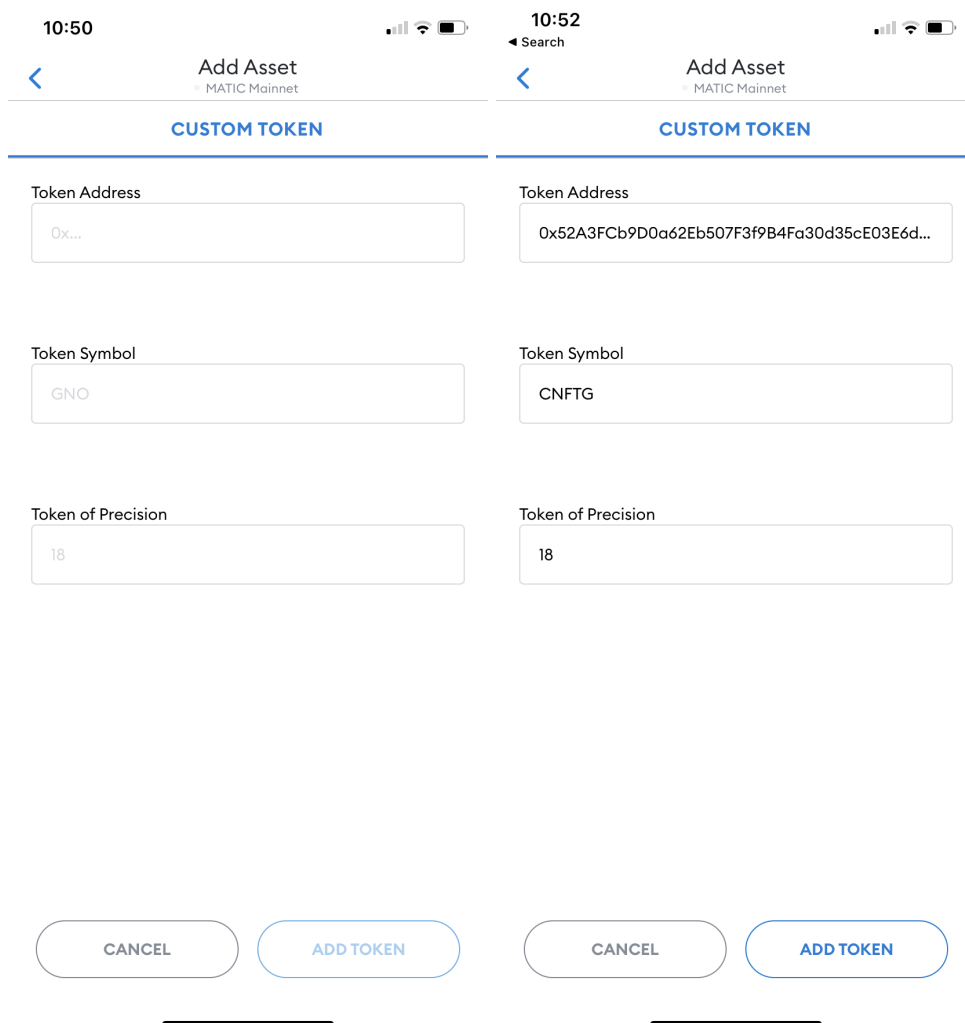 10:50
Add Asset
MATIC Mainnet
CUSTOM TOKEN
Token Address
0x...
Token Symbol
GNO
Token of Precision
18
CANCEL
ADD TOKEN
10:52
◀ Search
Add Asset
MATIC Mainnet
CUSTOM TOKEN
Token Address
0x52A3FCb9D0a62Eb507F3f9B4Fa30d35cE03E6d...
Token Symbol
CNFTG
Token of Precision
18
CANCEL
ADD TOKEN